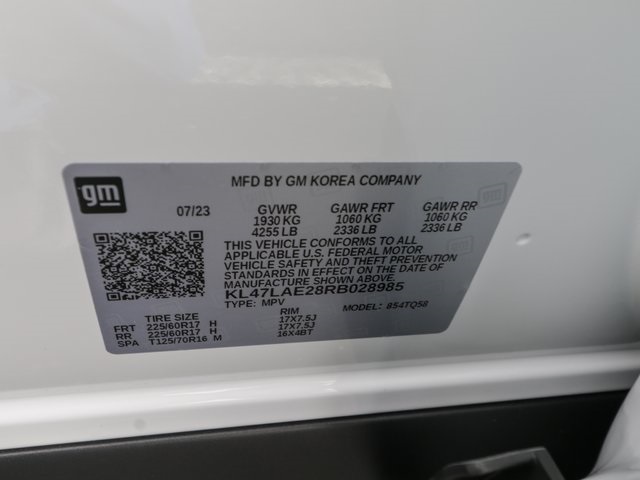 gm
MFD BY GM KOREA COMPANY
07/23 GVWR GAWR FRT GAWR RR
1930 KG 1060 KG 1060 KG
4255 LB 2336 LB 2336 LB
THIS VEHICLE CONFORMS TO ALL
APPLICABLE U.S. FEDERAL MOTOR
VEHICLE SAFETY AND THEFT PREVENTION
STANDARDS IN EFFECT ON THE DATE OF
MANUFACTURE SHOWN ABOVE.
KL47LAE28RB028985
TYPE: MPV MODEL: 854TQ58
TIRE SIZE RIM
FRT 225/60R17 H 17X7.5J
RR 225/60R17 H 17X7.5J
SPA T125/70R16 M 16X4BT